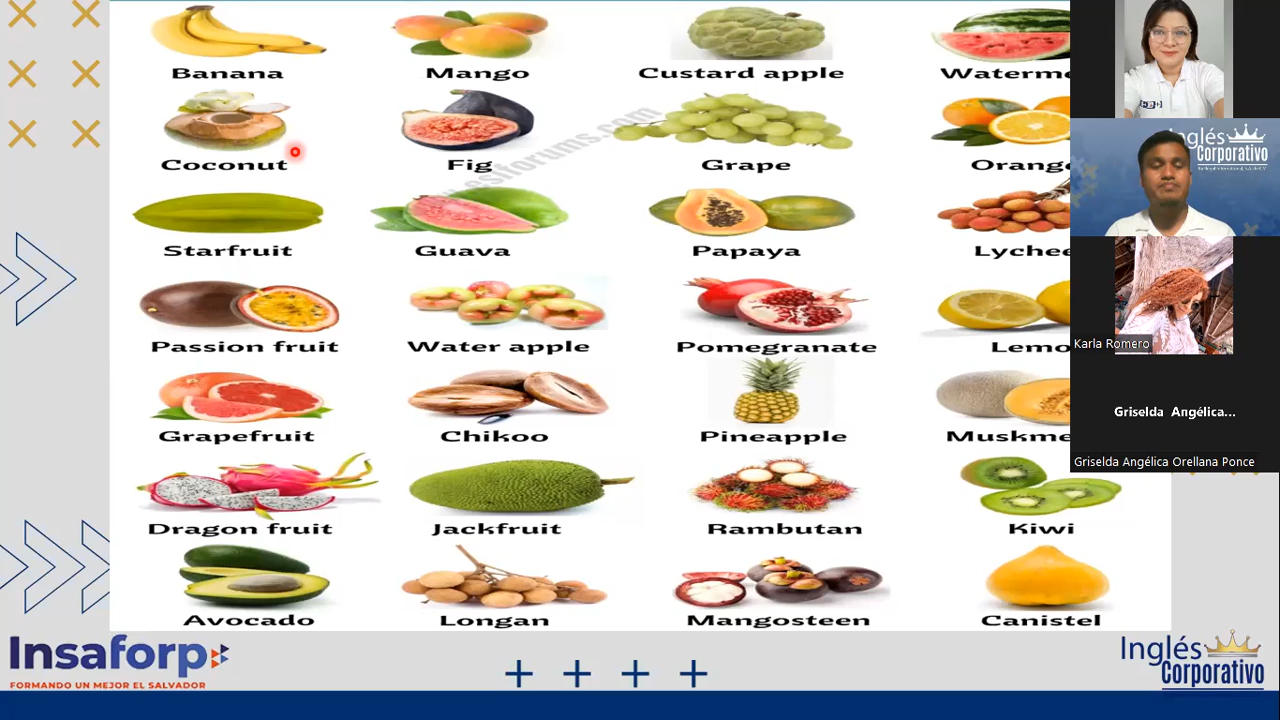 Banana Mango Custard apple Waterme
Coconut Fig Grape Orange
Starfruit Guava Papaya Lychee
Passion fruit Water apple Pomegranate Lemo
Grapefruit Chikoo Pineapple Muskme
Dragon fruit Jackfruit Rambutan Kiwi
Avocado Longan Mangosteen Canistel
Insaforp
FORMANDO UN MEJOR EL SALVADOR
Inglés
Corporativo
Inglés
Corporativo
Karla Romero
Griselda Angélica...
Griselda Angélica Orellana Ponce